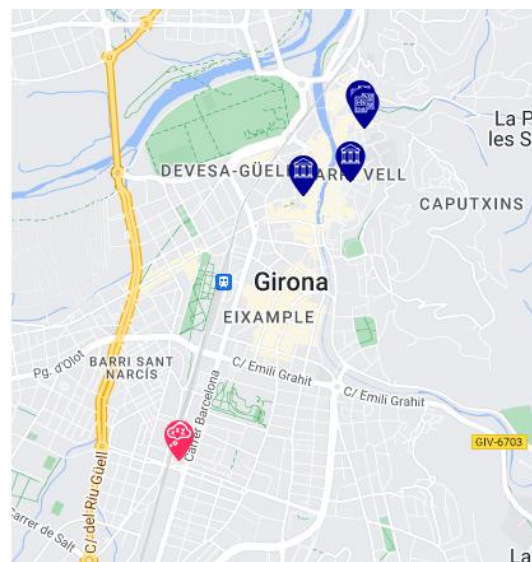 La P
les S
DEVESA-GÜELL
VELL
CAPUTXINS
Girona
EIXAMPLE
Pg. d'Olot
BARRI SANT
NARCÍS
C/ Emili Grahit
C/ Emili Grahit
Carrer Barcelona
GIV-6703
C/ del Riu Güell
Carrer de Salt
La